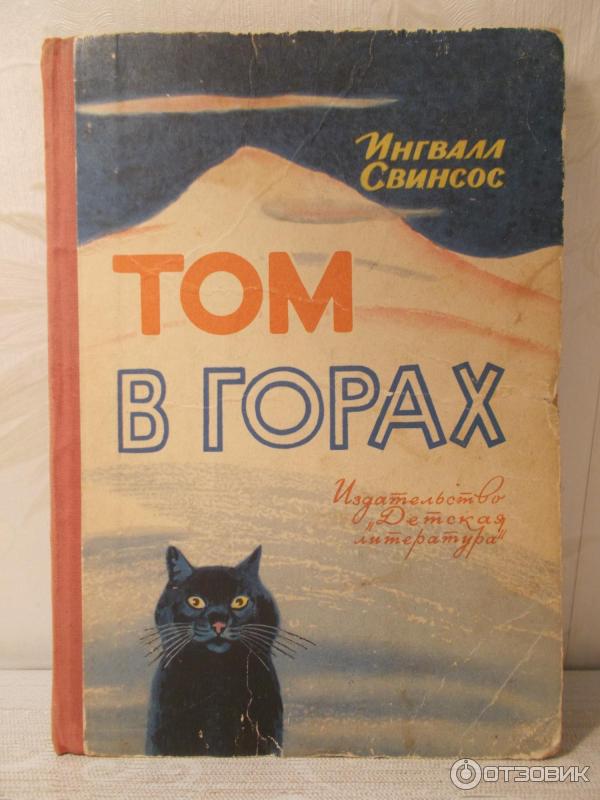 Ингвалл
Свинсос
ТОМ
В ГОРАХ
Издательство
„Детская
литература"
ОТЗОВИК